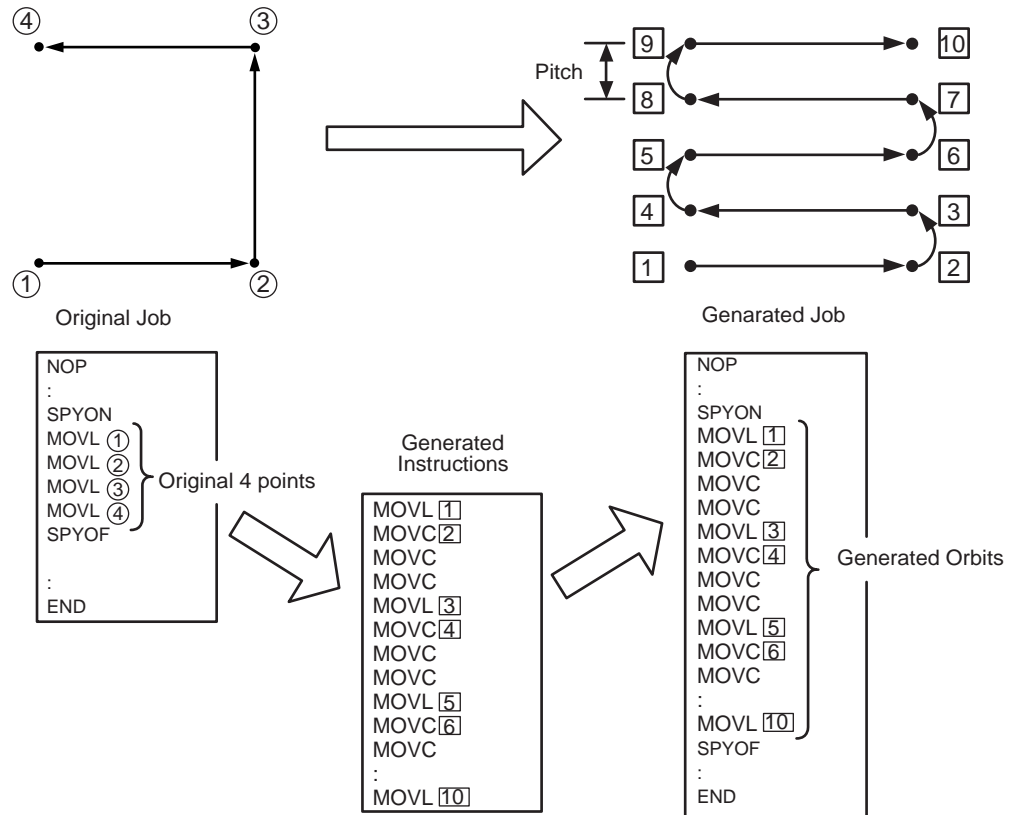 ④ ③
① ②
Original Job
Pitch
9 10
8 7
5 6
4 3
1 2
Genarated Job
NOP
:
SPYON
MOVL ①
MOVL ②
MOVL ③
MOVL ④
SPYOF
:
END
Original 4 points
Generated
Instructions
MOVL 1
MOVC 2
MOVC
MOVC
MOVL 3
MOVC 4
MOVC
MOVC
MOVL 5
MOVC 6
MOVC
:
MOVL 10
NOP
:
SPYON
MOVL 1
MOVC 2
MOVC
MOVC
MOVL 3
MOVC 4
MOVC
MOVC
MOVL 5
MOVC 6
MOVC
:
MOVL 10
SPYOF
:
END
Generated Orbits